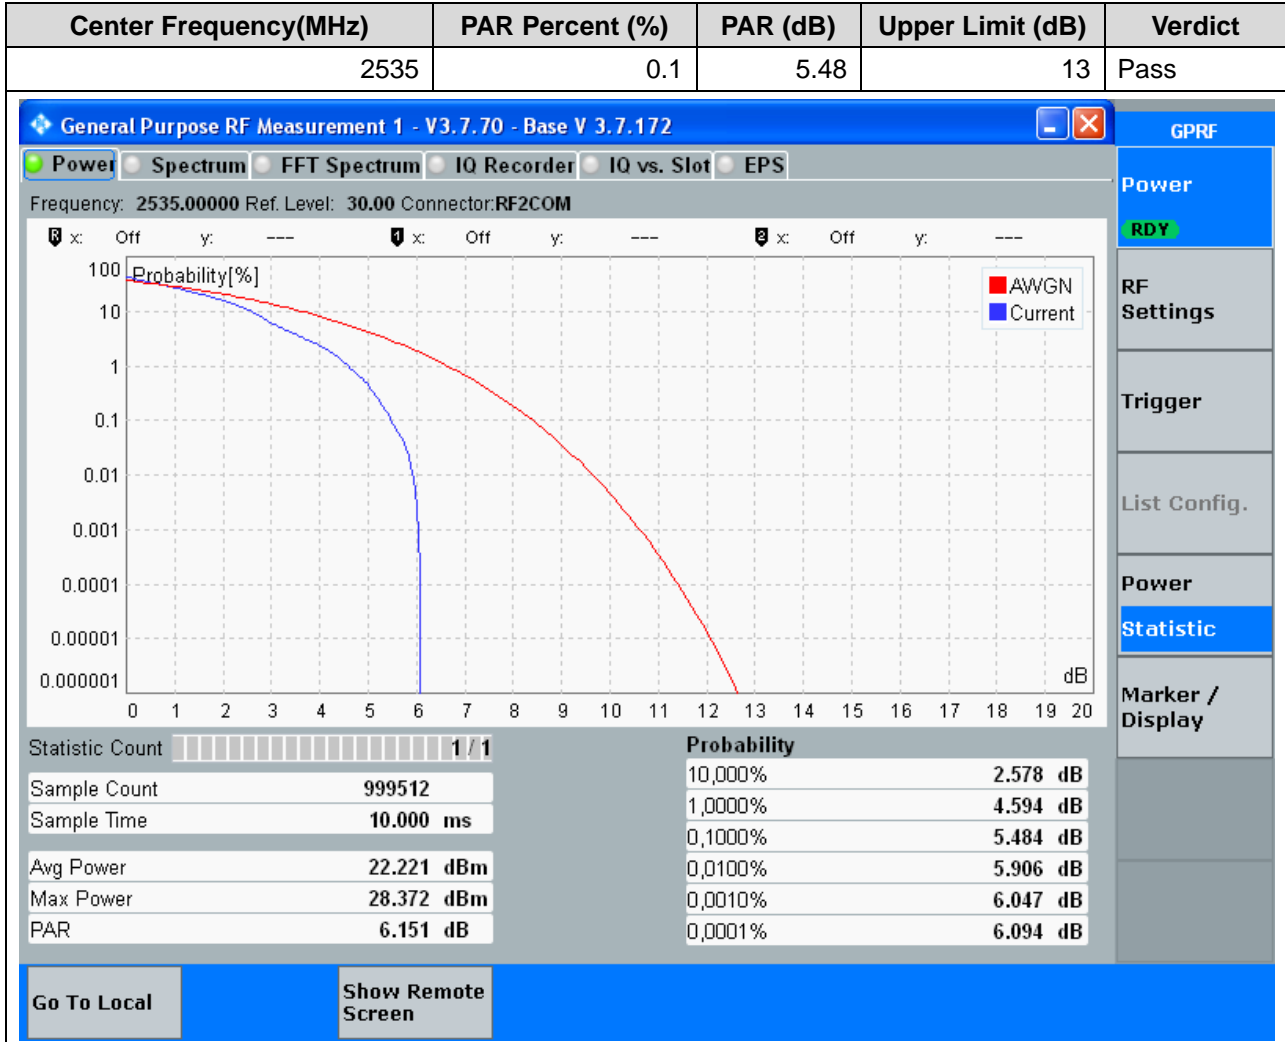 Center Frequency(MHz) PAR Percent (%) PAR (dB) Upper Limit (dB) Verdict
2535 0.1 5.48 13 Pass
General Purpose RF Measurement 1 - V3.7.70 - Base V 3.7.172
GPRF
Power Spectrum FFT Spectrum IQ Recorder IQ vs. Slot EPS
Frequency: 2535.00000 Ref. Level: 30.00 Connector:RF2COM
R x: Off y: --- 1 x: Off y: --- 2 x: Off y: ---
Probability[%]
AWGN
Current
100
10
1
0.1
0.01
0.001
0.0001
0.00001
0.000001
dB
0 1 2 3 4 5 6 7 8 9 10 11 12 13 14 15 16 17 18 19 20
Statistic Count 1 / 1
Sample Count 999512
Sample Time 10.000 ms
Avg Power 22.221 dBm
Max Power 28.372 dBm
PAR 6.151 dB
Probability
10,000% 2.578 dB
1,0000% 4.594 dB
0,1000% 5.484 dB
0,0100% 5.906 dB
0,0010% 6.047 dB
0,0001% 6.094 dB
Power
RDY
RF
Settings
Trigger
List Config.
Power
Statistic
Marker /
Display
Go To Local
Show Remote
Screen